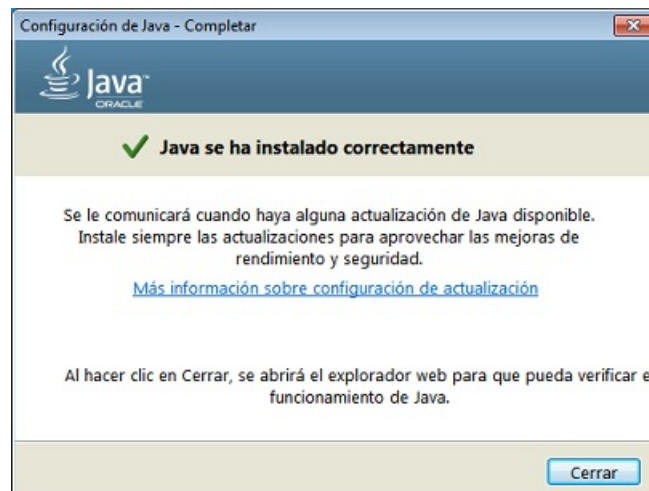 Configuración de Java - Completar
Java
ORACLE
Java se ha instalado correctamente
Se le comunicará cuando haya alguna actualización de Java disponible.
Instale siempre las actualizaciones para aprovechar las mejoras de
rendimiento y seguridad.
Más información sobre configuración de actualización
Al hacer clic en Cerrar, se abrirá el explorador web para que pueda verificar e
funcionamiento de Java.
Cerrar